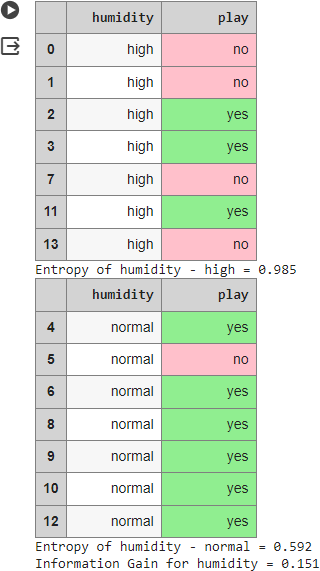 humidity play
0 high no
1 high no
2 high yes
3 high yes
7 high no
11 high yes
13 high no
Entropy of humidity - high = 0.985
humidity play
4 normal yes
5 normal no
6 normal yes
8 normal yes
9 normal yes
10 normal yes
12 normal yes
Entropy of humidity - normal = 0.592
Information Gain for humidity = 0.151